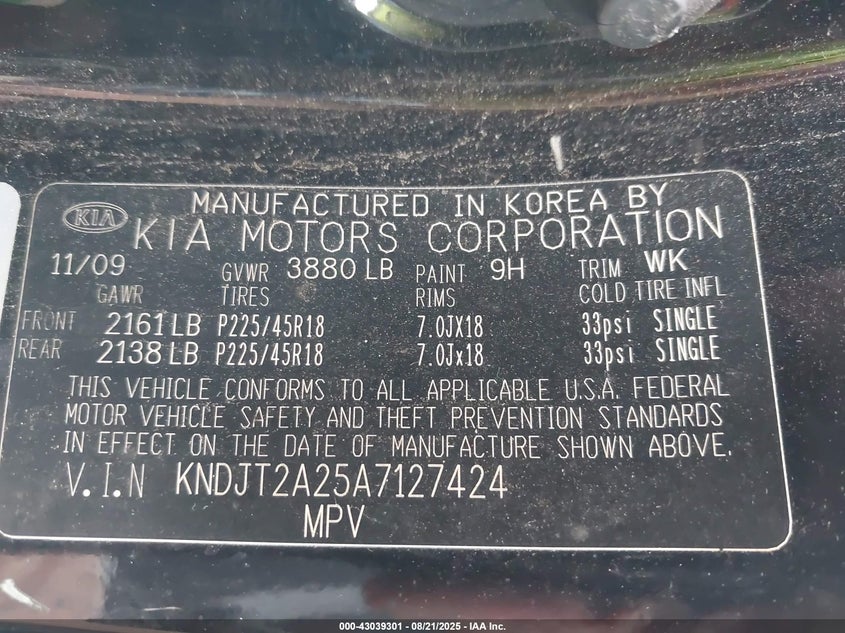 MANUFACTURED IN KOREA BY
KIA KIA MOTORS CORPORATION
11/09 GVWR 3880 LB PAINT 9H TRIM WK
GAWR TIRES RIMS COLD TIRE INFL
FRONT 2161 LB P225/45R18 7.0JX18 33psi SINGLE
REAR 2138 LB P225/45R18 7.0Jx18 33psi SINGLE
THIS VEHICLE CONFORMS TO ALL APPLICABLE U.S.A. FEDERAL
MOTOR VEHICLE SAFETY AND THEFT PREVENTION STANDARDS
IN EFFECT ON THE DATE OF MANUFACTURE SHOWN ABOVE.
V.I.N KNDJT2A25A7127424
MPV
000-43039301 - 08/21/2025 - IAA Inc.